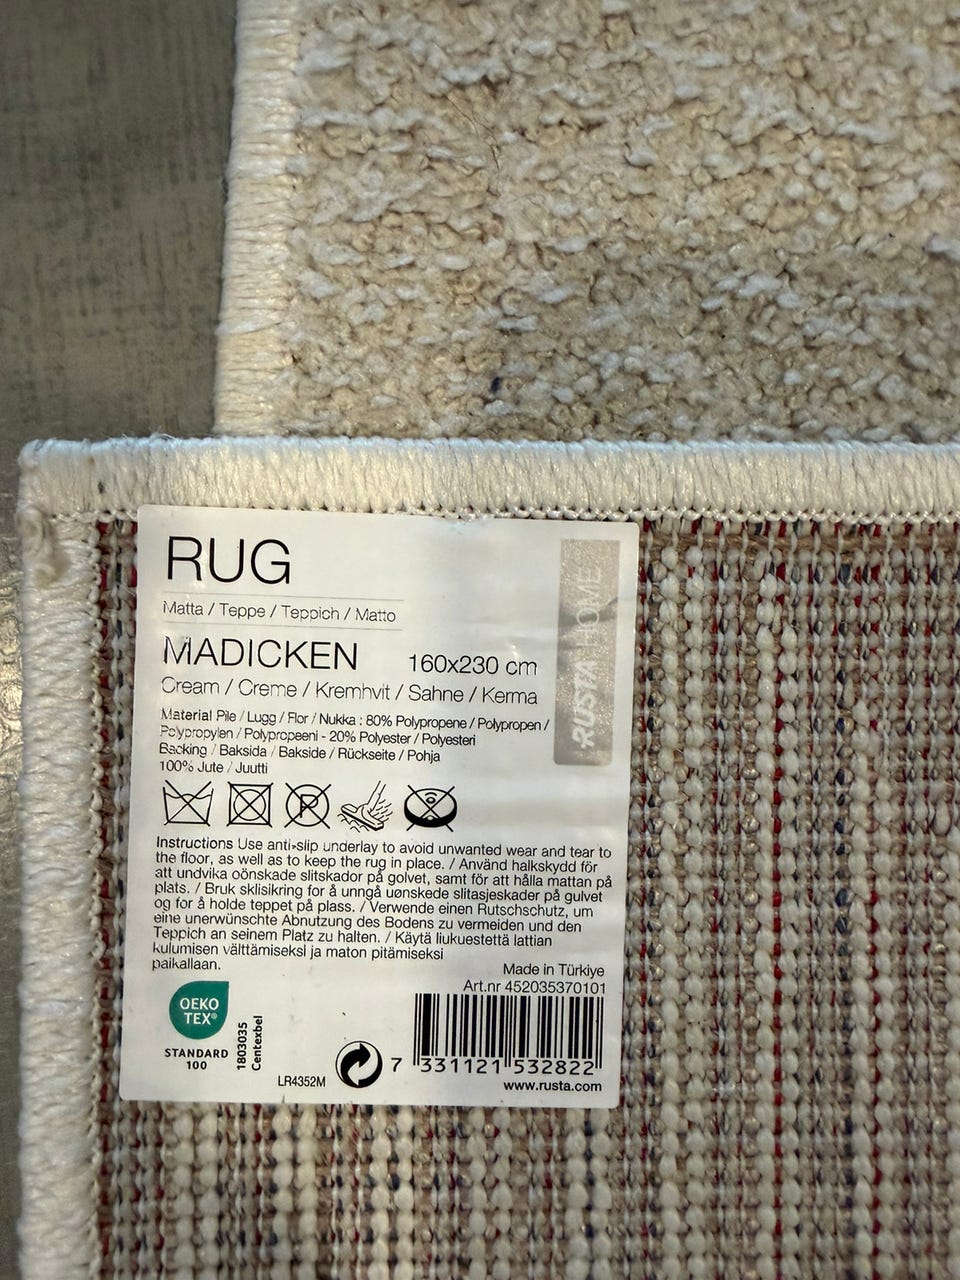 RUG
Matta / Teppe / Teppich / Matto
MADICKEN 160x230 cm
Cream / Creme / Kremhvit / Sahne / Kerma
RUSTA HOME
Material Pile / Lugg / Flor / Nukka : 80% Polypropene / Polypropen /
Polypropylen / Polypropeeni - 20% Polyester / Polyesteri
Backing / Baksida / Bakside / Rückseite / Pohja
100% Jute / Juutti
P
Instructions Use anti-slip underlay to avoid unwanted wear and tear to
the floor, as well as to keep the rug in place. / Använd halkskydd för
att undvika oönskade slitskador på golvet, samt för att hålla mattan på
plats. / Bruk sklisikring for å unngå uønskede slitasjeskader på gulvet
og for å holde teppet på plass. / Verwende einen Rutschschutz, um
eine unerwünschte Abnutzung des Bodens zu vermeiden und den
Teppich an seinem Platz zu halten. / Käytä liukuestettä lattian
kulumisen välttämiseksi ja maton pitämiseksi
paikallaan.
Made in Türkiye
Art.nr 452035370101
OEKO
TEX®
STANDARD
100
1803035
Centexbel
LR4352M
7 331121 532822
www.rusta.com